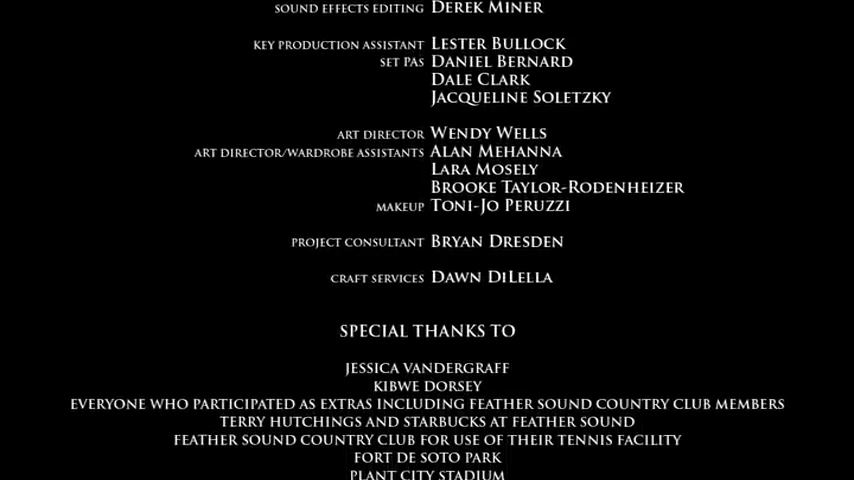 SOUND EFFECTS EDITING DEREK MINER
KEY PRODUCTION ASSISTANT LESTER BULLOCK
SET PAS DANIEL BERNARD
DALE CLARK
JACQUELINE SOLETZKY
ART DIRECTOR WENDY WELLS
ART DIRECTOR/WARDROBE ASSISTANTS ALAN MEHANNA
LARA MOSELY
BROOKE TAYLOR-RODENHEIZER
MAKEUP TONI-JO PERUZZI
PROJECT CONSULTANT BRYAN DRESDEN
CRAFT SERVICES DAWN DILELLA
SPECIAL THANKS TO
JESSICA VANDERGRAFF
KIBWE DORSEY
EVERYONE WHO PARTICIPATED AS EXTRAS INCLUDING FEATHER SOUND COUNTRY CLUB MEMBERS
TERRY HUTCHINGS AND STARBUCKS AT FEATHER SOUND
FEATHER SOUND COUNTRY CLUB FOR USE OF THEIR TENNIS FACILITY
FORT DE SOTO PARK
PLANT CITY STADIUM